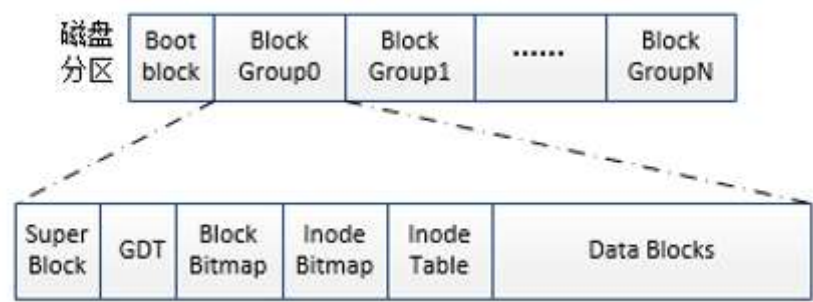 磁盘
分区
Boot
block
Block
Group0
Block
Group1
......
Block
GroupN
Super
Block
GDT
Block
Bitmap
Inode
Bitmap
Inode
Table
Data Blocks